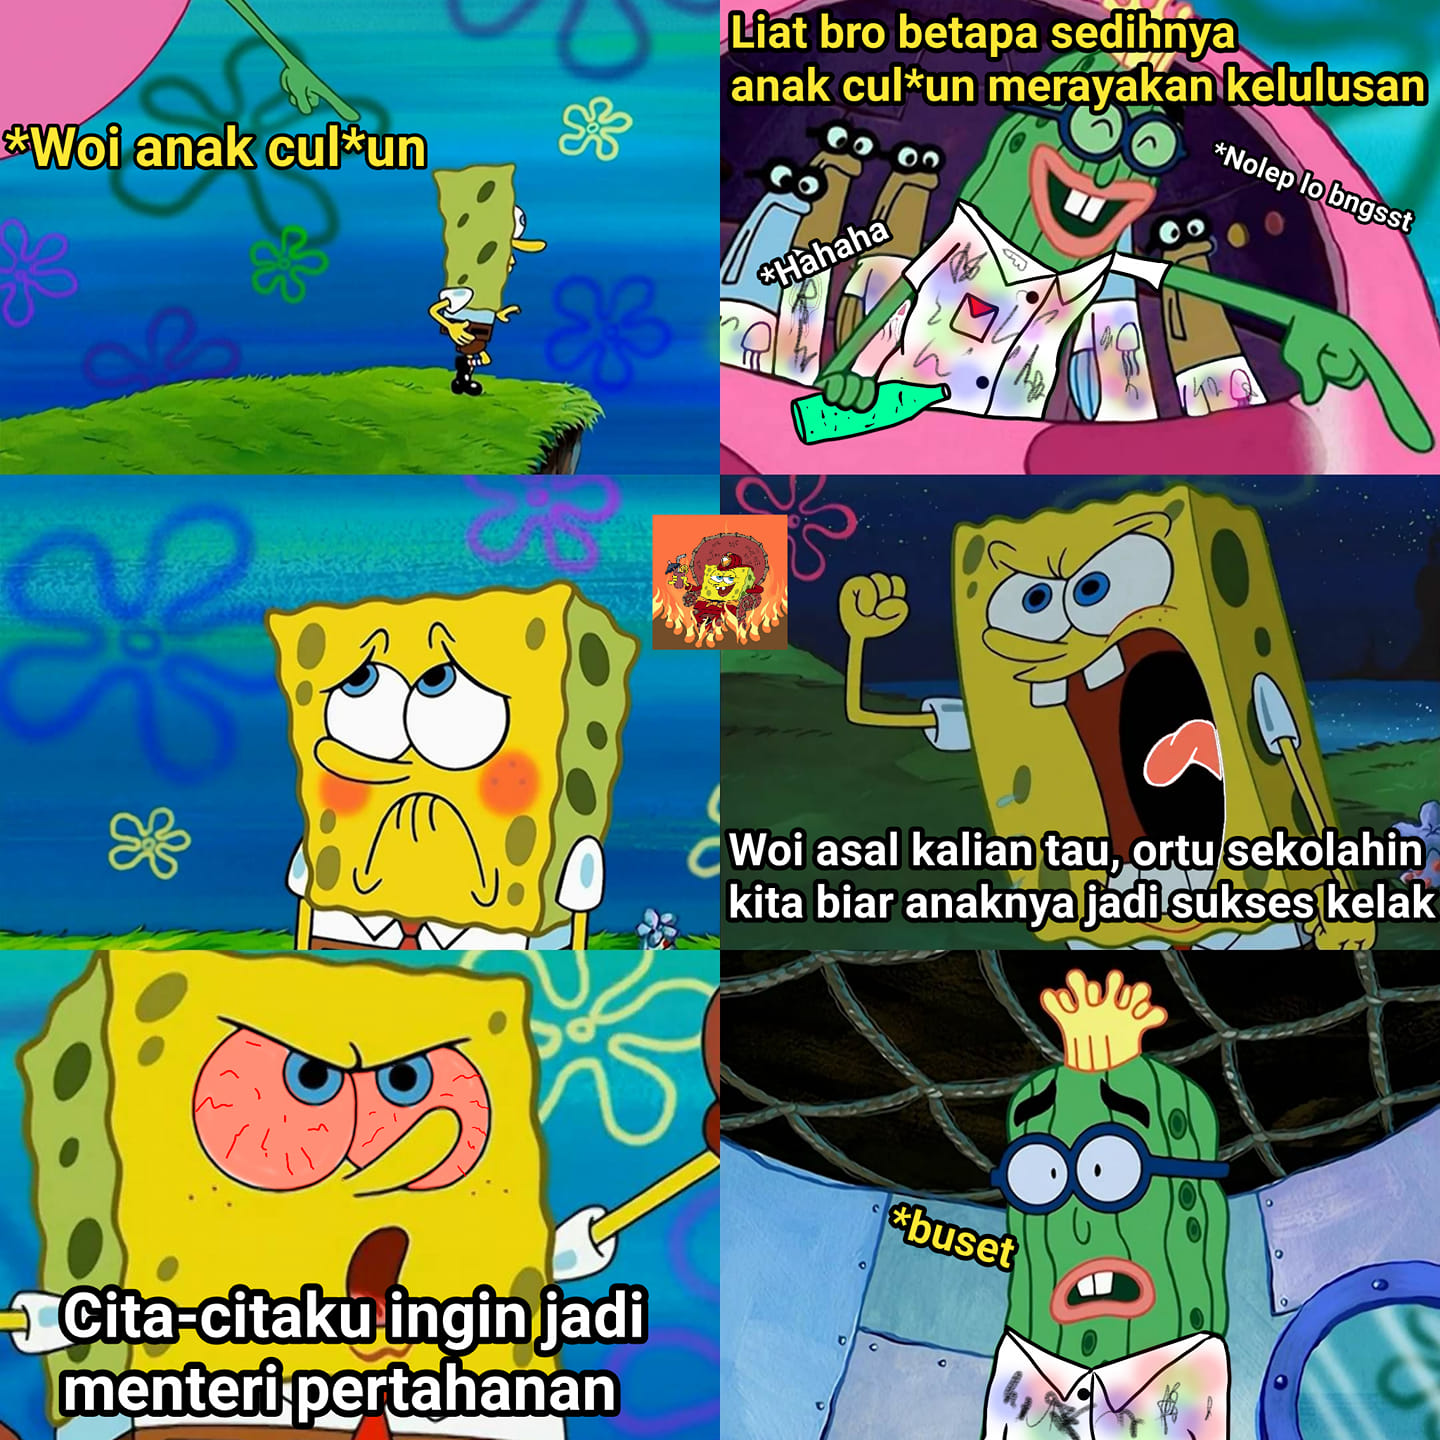 *Woi anak cul*un
Liat bro betapa sedihnya
anak cul*un merayakan kelulusan
*Nolep lo bngsst
*Hahaha
Woi asal kalian tau, ortu sekolahin
kita biar anaknya jadi sukses kelak
Cita-citaku ingin jadi
menteri pertahanan
*buset